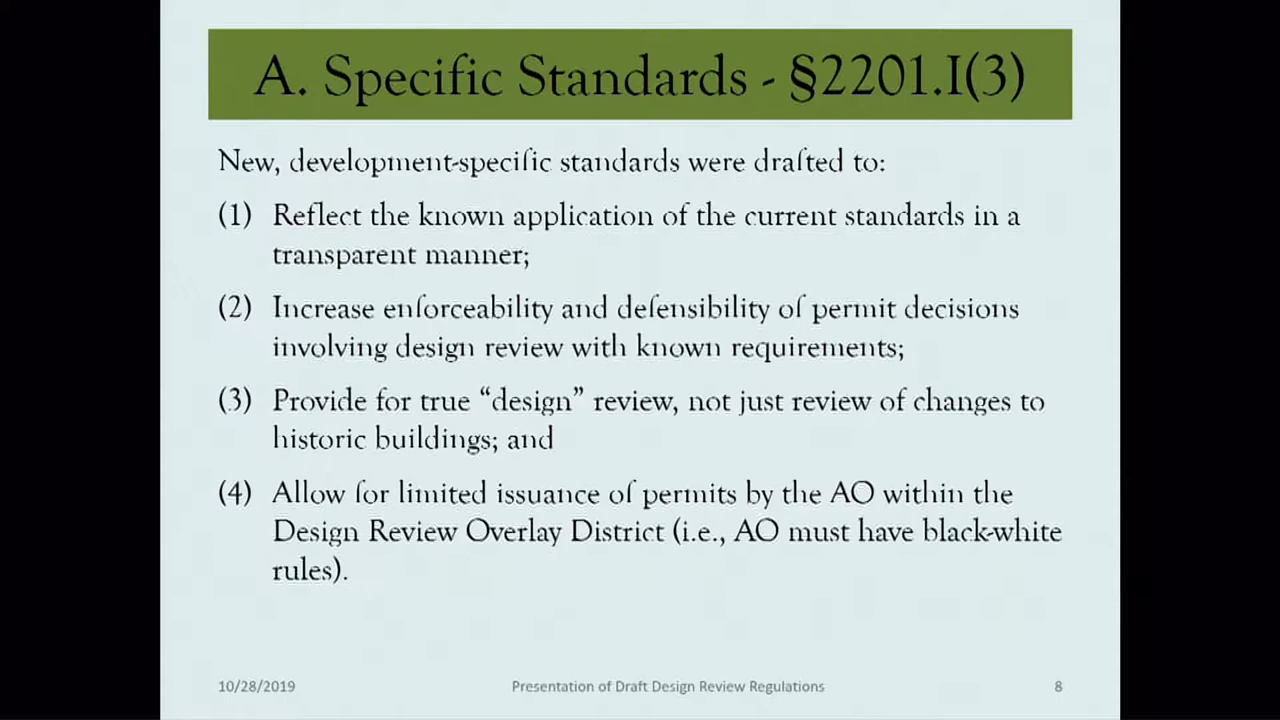 A. Specific Standards - §2201.I(3)
New, development-specific standards were drafted to:
(1) Reflect the known application of the current standards in a
transparent manner;
(2) Increase enforceability and defensibility of permit decisions
involving design review with known requirements;
(3) Provide for true “design” review, not just review of changes to
historic buildings; and
(4) Allow for limited issuance of permits by the AO within the
Design Review Overlay District (i.e., AO must have black-white
rules).
10/28/2019 Presentation of Draft Design Review Regulations 8